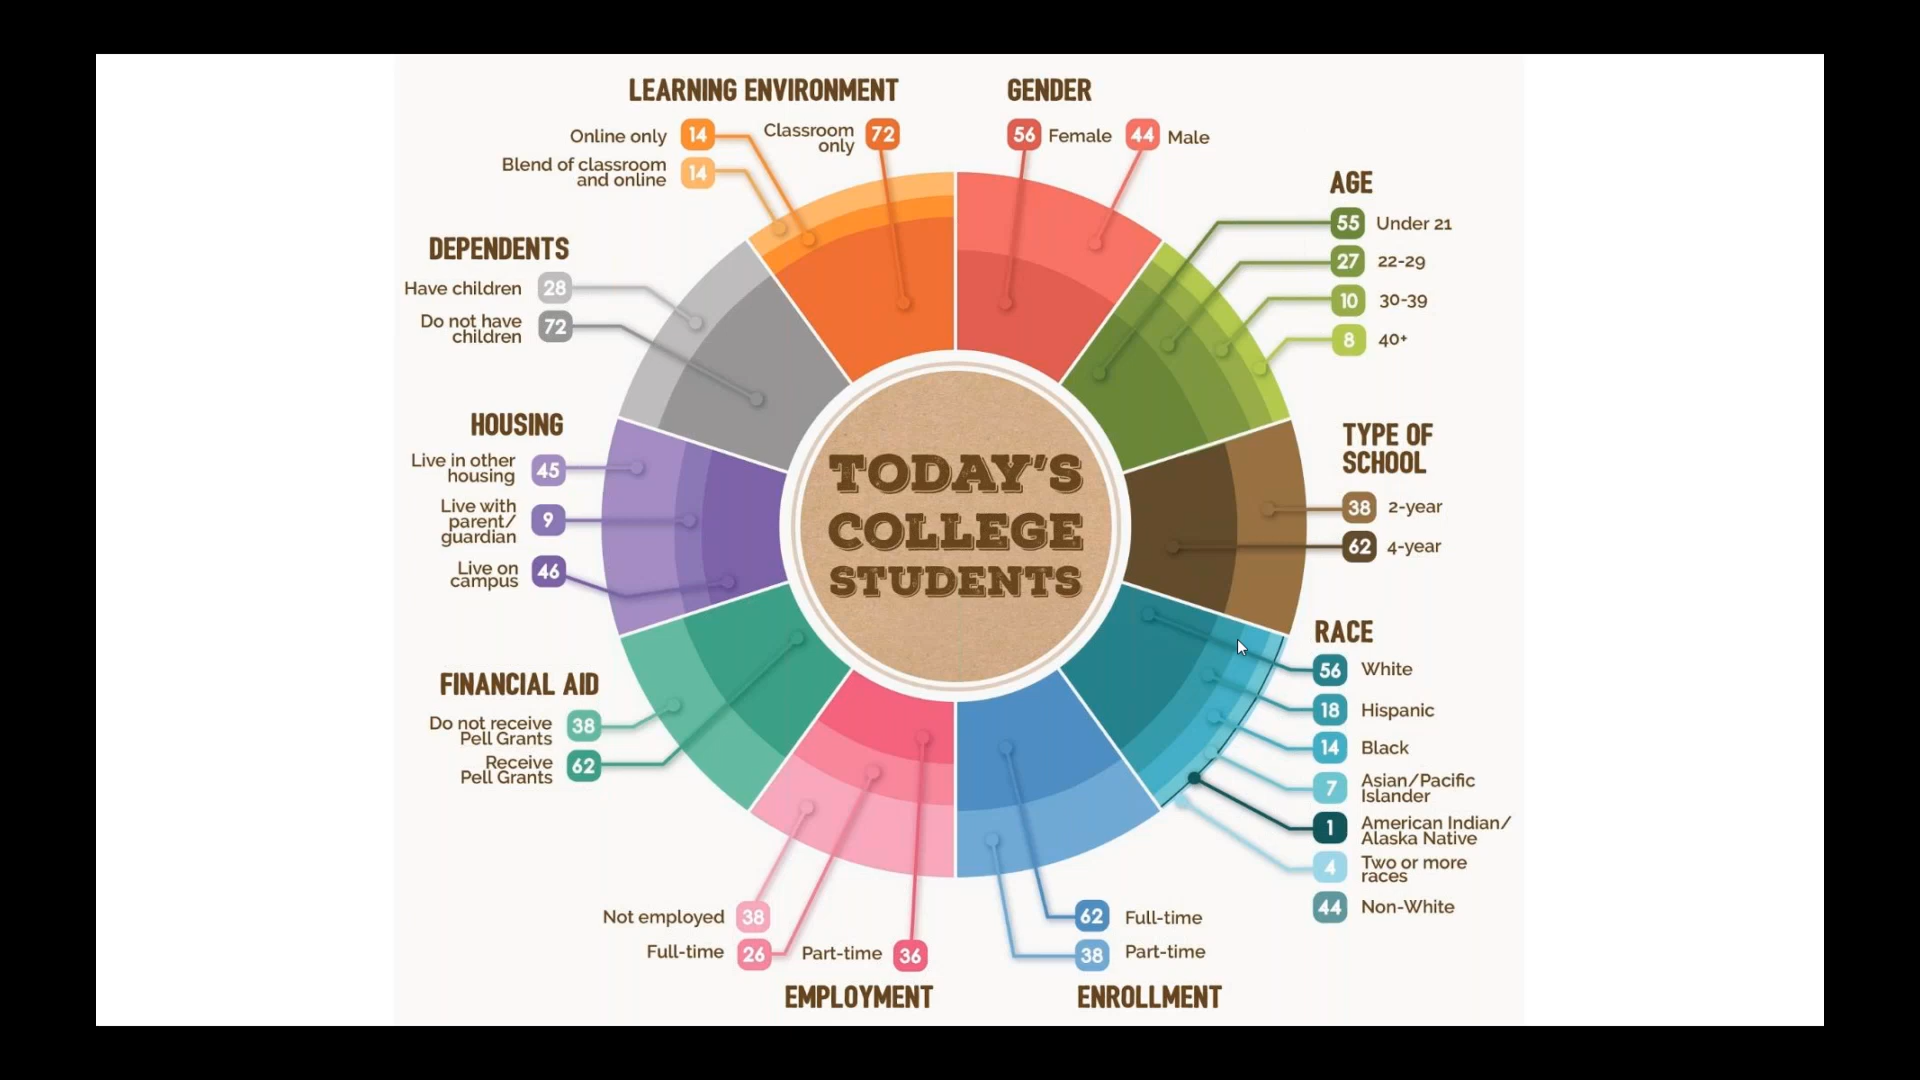 LEARNING ENVIRONMENT
Online only 14
Classroom
only 72
Blend of classroom
and online 14
GENDER
56 Female 44 Male
AGE
55 Under 21
27 22-29
10 30-39
8 40+
DEPENDENTS
Have children 28
Do not have
children 72
HOUSING
Live in other
housing 45
Live with
parent/
guardian 9
Live on
campus 46
TODAY'S
COLLEGE
STUDENTS
TYPE OF
SCHOOL
38 2-year
62 4-year
RACE
56 White
18 Hispanic
14 Black
7 Asian/Pacific
Islander
1 American Indian/
Alaska Native
4 Two or more
races
44 Non-White
FINANCIAL AID
Do not receive
Pell Grants 38
Receive
Pell Grants 62
Not employed 38
Full-time 26
Part-time 36
EMPLOYMENT
62 Full-time
38 Part-time
ENROLLMENT